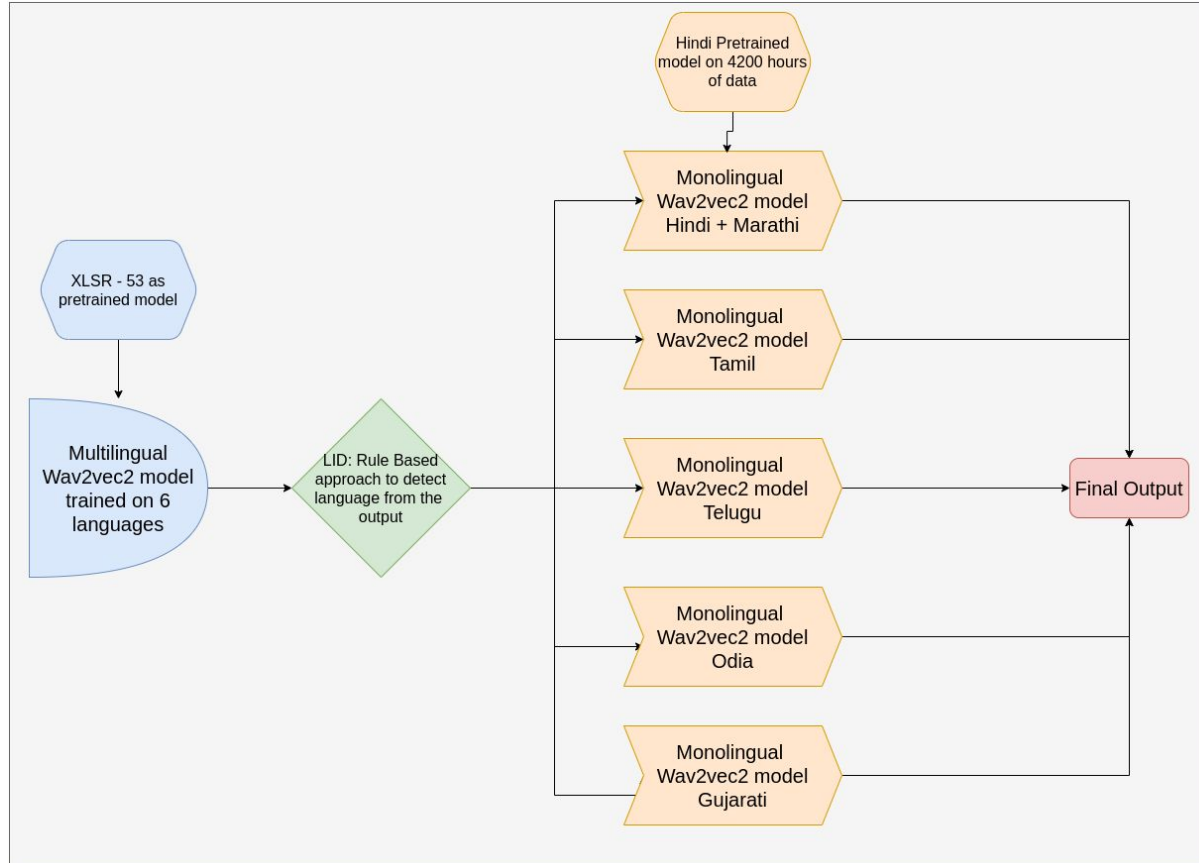 Hindi Pretrained
model on 4200 hours
of data
Monolingual
Wav2vec2 model
Hindi + Marathi
XLSR - 53 as
pretrained model
Monolingual
Wav2vec2 model
Tamil
Multilingual
Wav2vec2 model
trained on 6
languages
LID: Rule Based
approach to detect
language from the
output
Monolingual
Wav2vec2 model
Telugu
Final Output
Monolingual
Wav2vec2 model
Odia
Monolingual
Wav2vec2 model
Gujarati